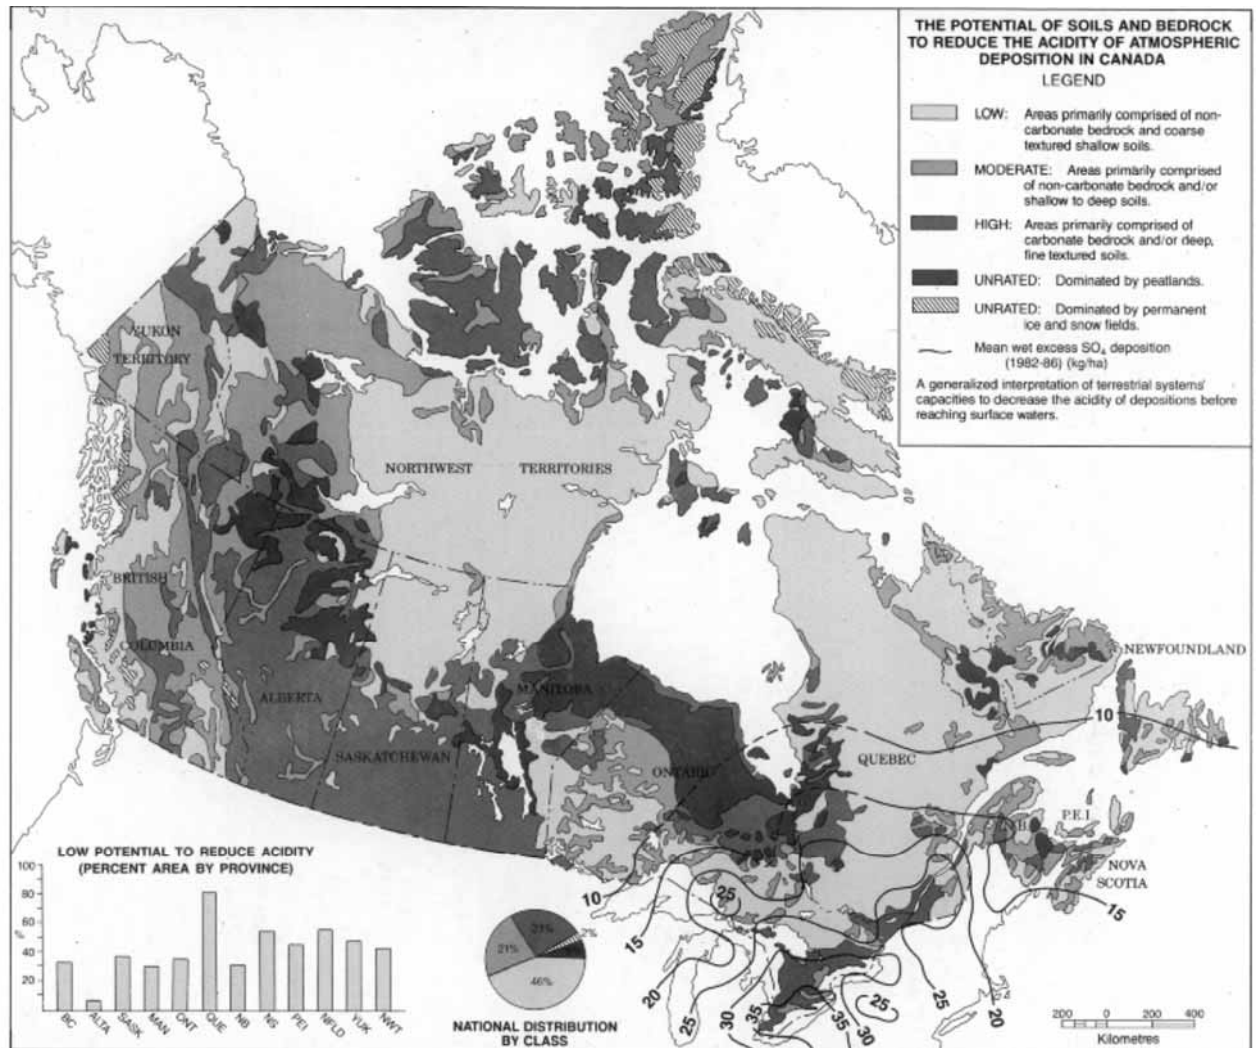 THE POTENTIAL OF SOILS AND BEDROCK
TO REDUCE THE ACIDITY OF ATMOSPHERIC
DEPOSITION IN CANADA
LEGEND
LOW: Areas primarily comprised of non-
carbonate bedrock and coarse
textured shallow soils.
MODERATE: Areas primarily comprised
of non-carbonate bedrock and/or
shallow to deep soils.
HIGH: Areas primarily comprised of
carbonate bedrock and/or deep,
fine textured soils.
UNRATED: Dominated by peatlands.
UNRATED: Dominated by permanent
ice and snow fields.
Mean wet excess SO₄ deposition
(1982-86) (kg/ha)
A generalized interpretation of terrestrial systems'
capacities to decrease the acidity of depositions before
reaching surface waters.
YUKON
TERRITORY
NORTHWEST TERRITORIES
BRITISH
COLUMBIA
ALBERTA
SASKATCHEWAN
MANITOBA
ONTARIO
QUEBEC
NEWFOUNDLAND
P.E.I.
N.B.
NOVA
SCOTIA
10
10
15
15
20
20
25
25
25
25
30
30
35
35
LOW POTENTIAL TO REDUCE ACIDITY
(PERCENT AREA BY PROVINCE)
100
80
60
40
20
%
BC ALTA SASK MAN ONT QUE NB NS PEI NFLD YUK NWT
21%
2%
21%
46%
NATIONAL DISTRIBUTION
BY CLASS
200 0 200 400
Kilometres